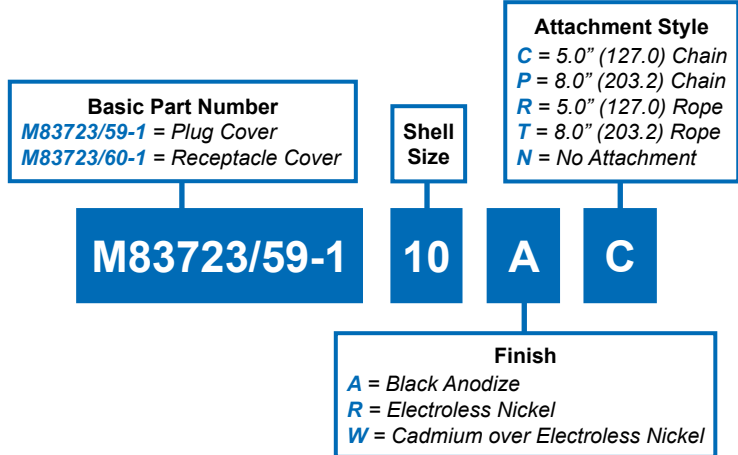 Attachment Style
C = 5.0” (127.0) Chain
P = 8.0” (203.2) Chain
R = 5.0” (127.0) Rope
T = 8.0” (203.2) Rope
N = No Attachment
Basic Part Number
M83723/59-1 = Plug Cover
M83723/60-1 = Receptacle Cover
Shell
Size
M83723/59-1 10 A C
Finish
A = Black Anodize
R = Electroless Nickel
W = Cadmium over Electroless Nickel